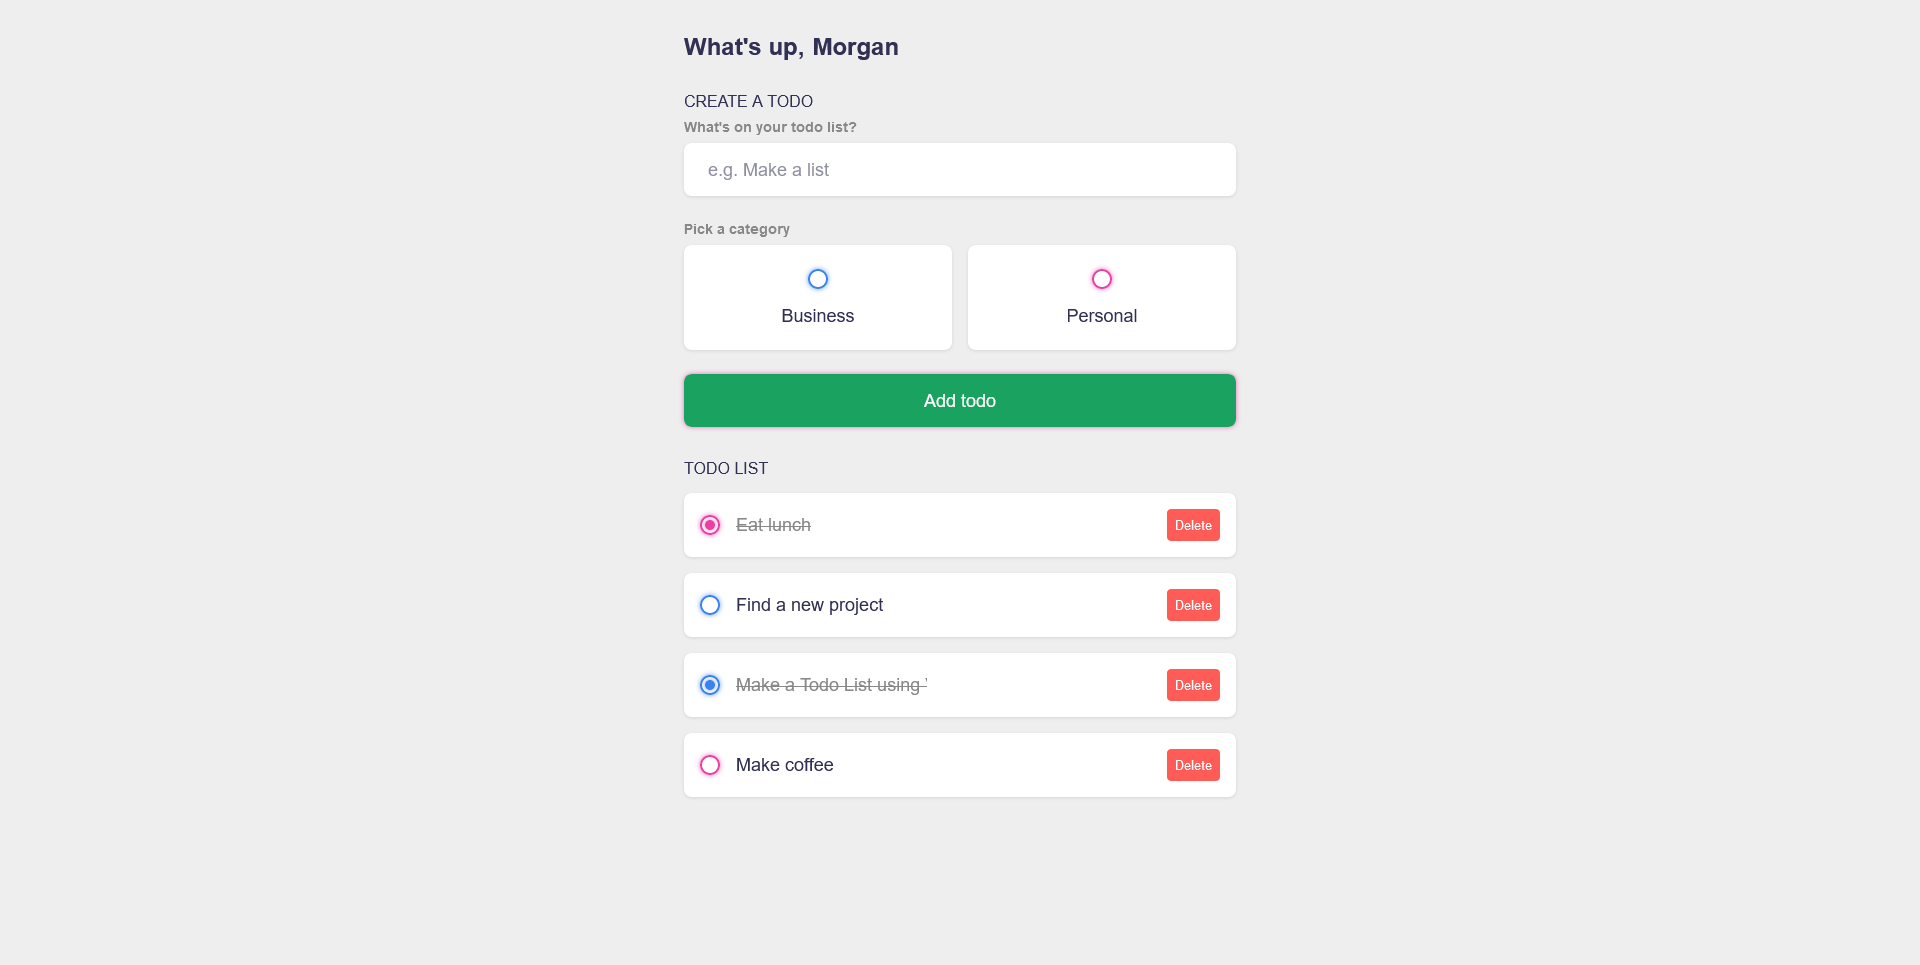 What's up, Morgan
CREATE A TODO
What's on your todo list?
e.g. Make a list
Pick a category
Business
Personal
Add todo
TODO LIST
Eat lunch
Delete
Find a new project
Delete
Make a Todo List using
Delete
Make coffee
Delete